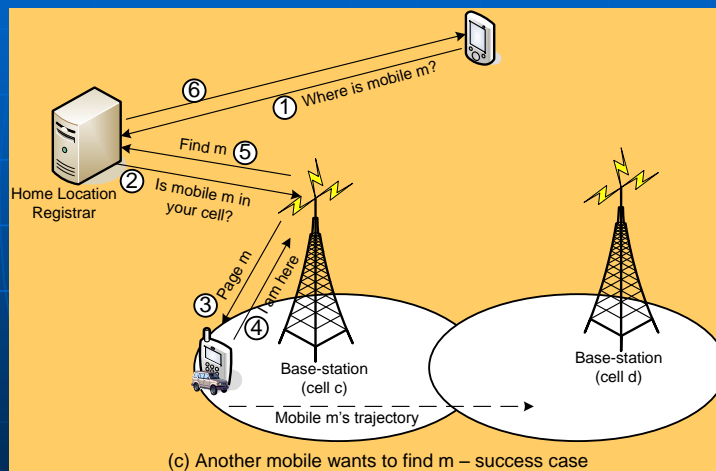 ⑥
① Where is mobile m?
Find m ⑤
② Is mobile m in
your cell?
Home Location
Registrar
③ Page m
④ I am here
Base-station
(cell c)
Base-station
(cell d)
Mobile m's trajectory
(c) Another mobile wants to find m – success case